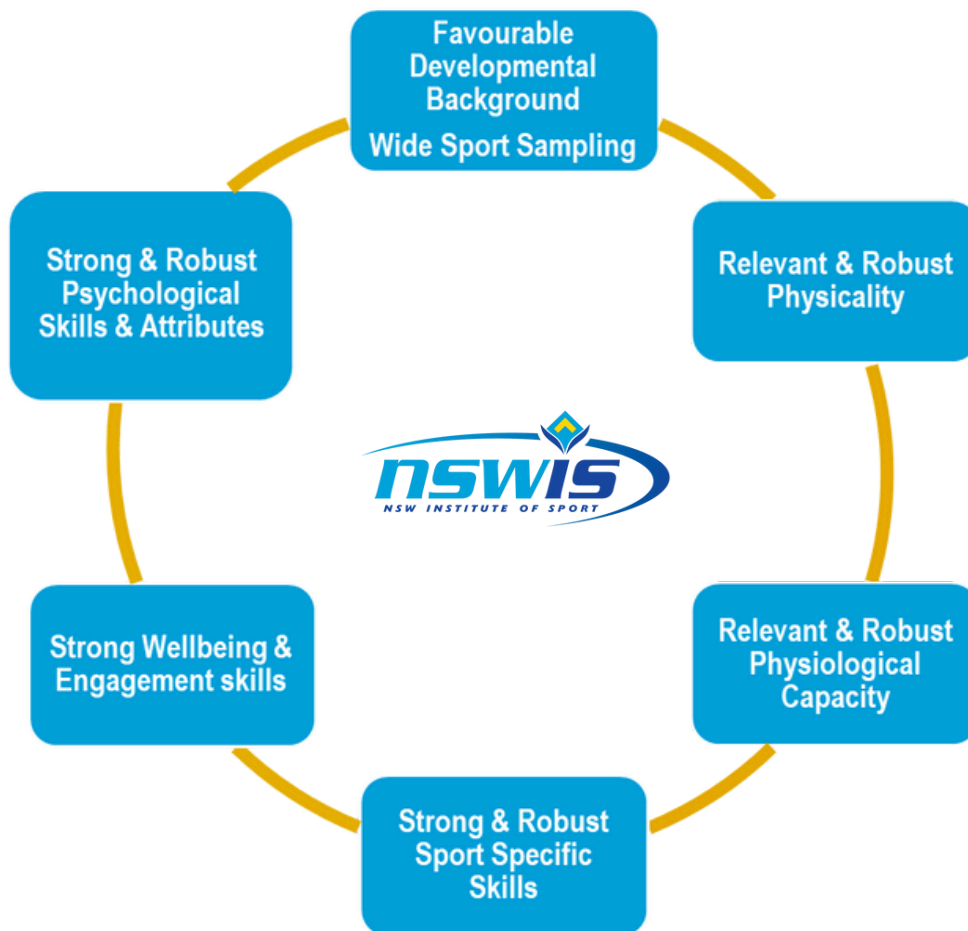 Favourable
Developmental
Background
Wide Sport Sampling
Relevant & Robust
Physicality
Relevant & Robust
Physiological
Capacity
Strong & Robust
Sport Specific
Skills
Strong Wellbeing &
Engagement skills
Strong & Robust
Psychological
Skills & Attributes
nswis
NSW INSTITUTE OF SPORT